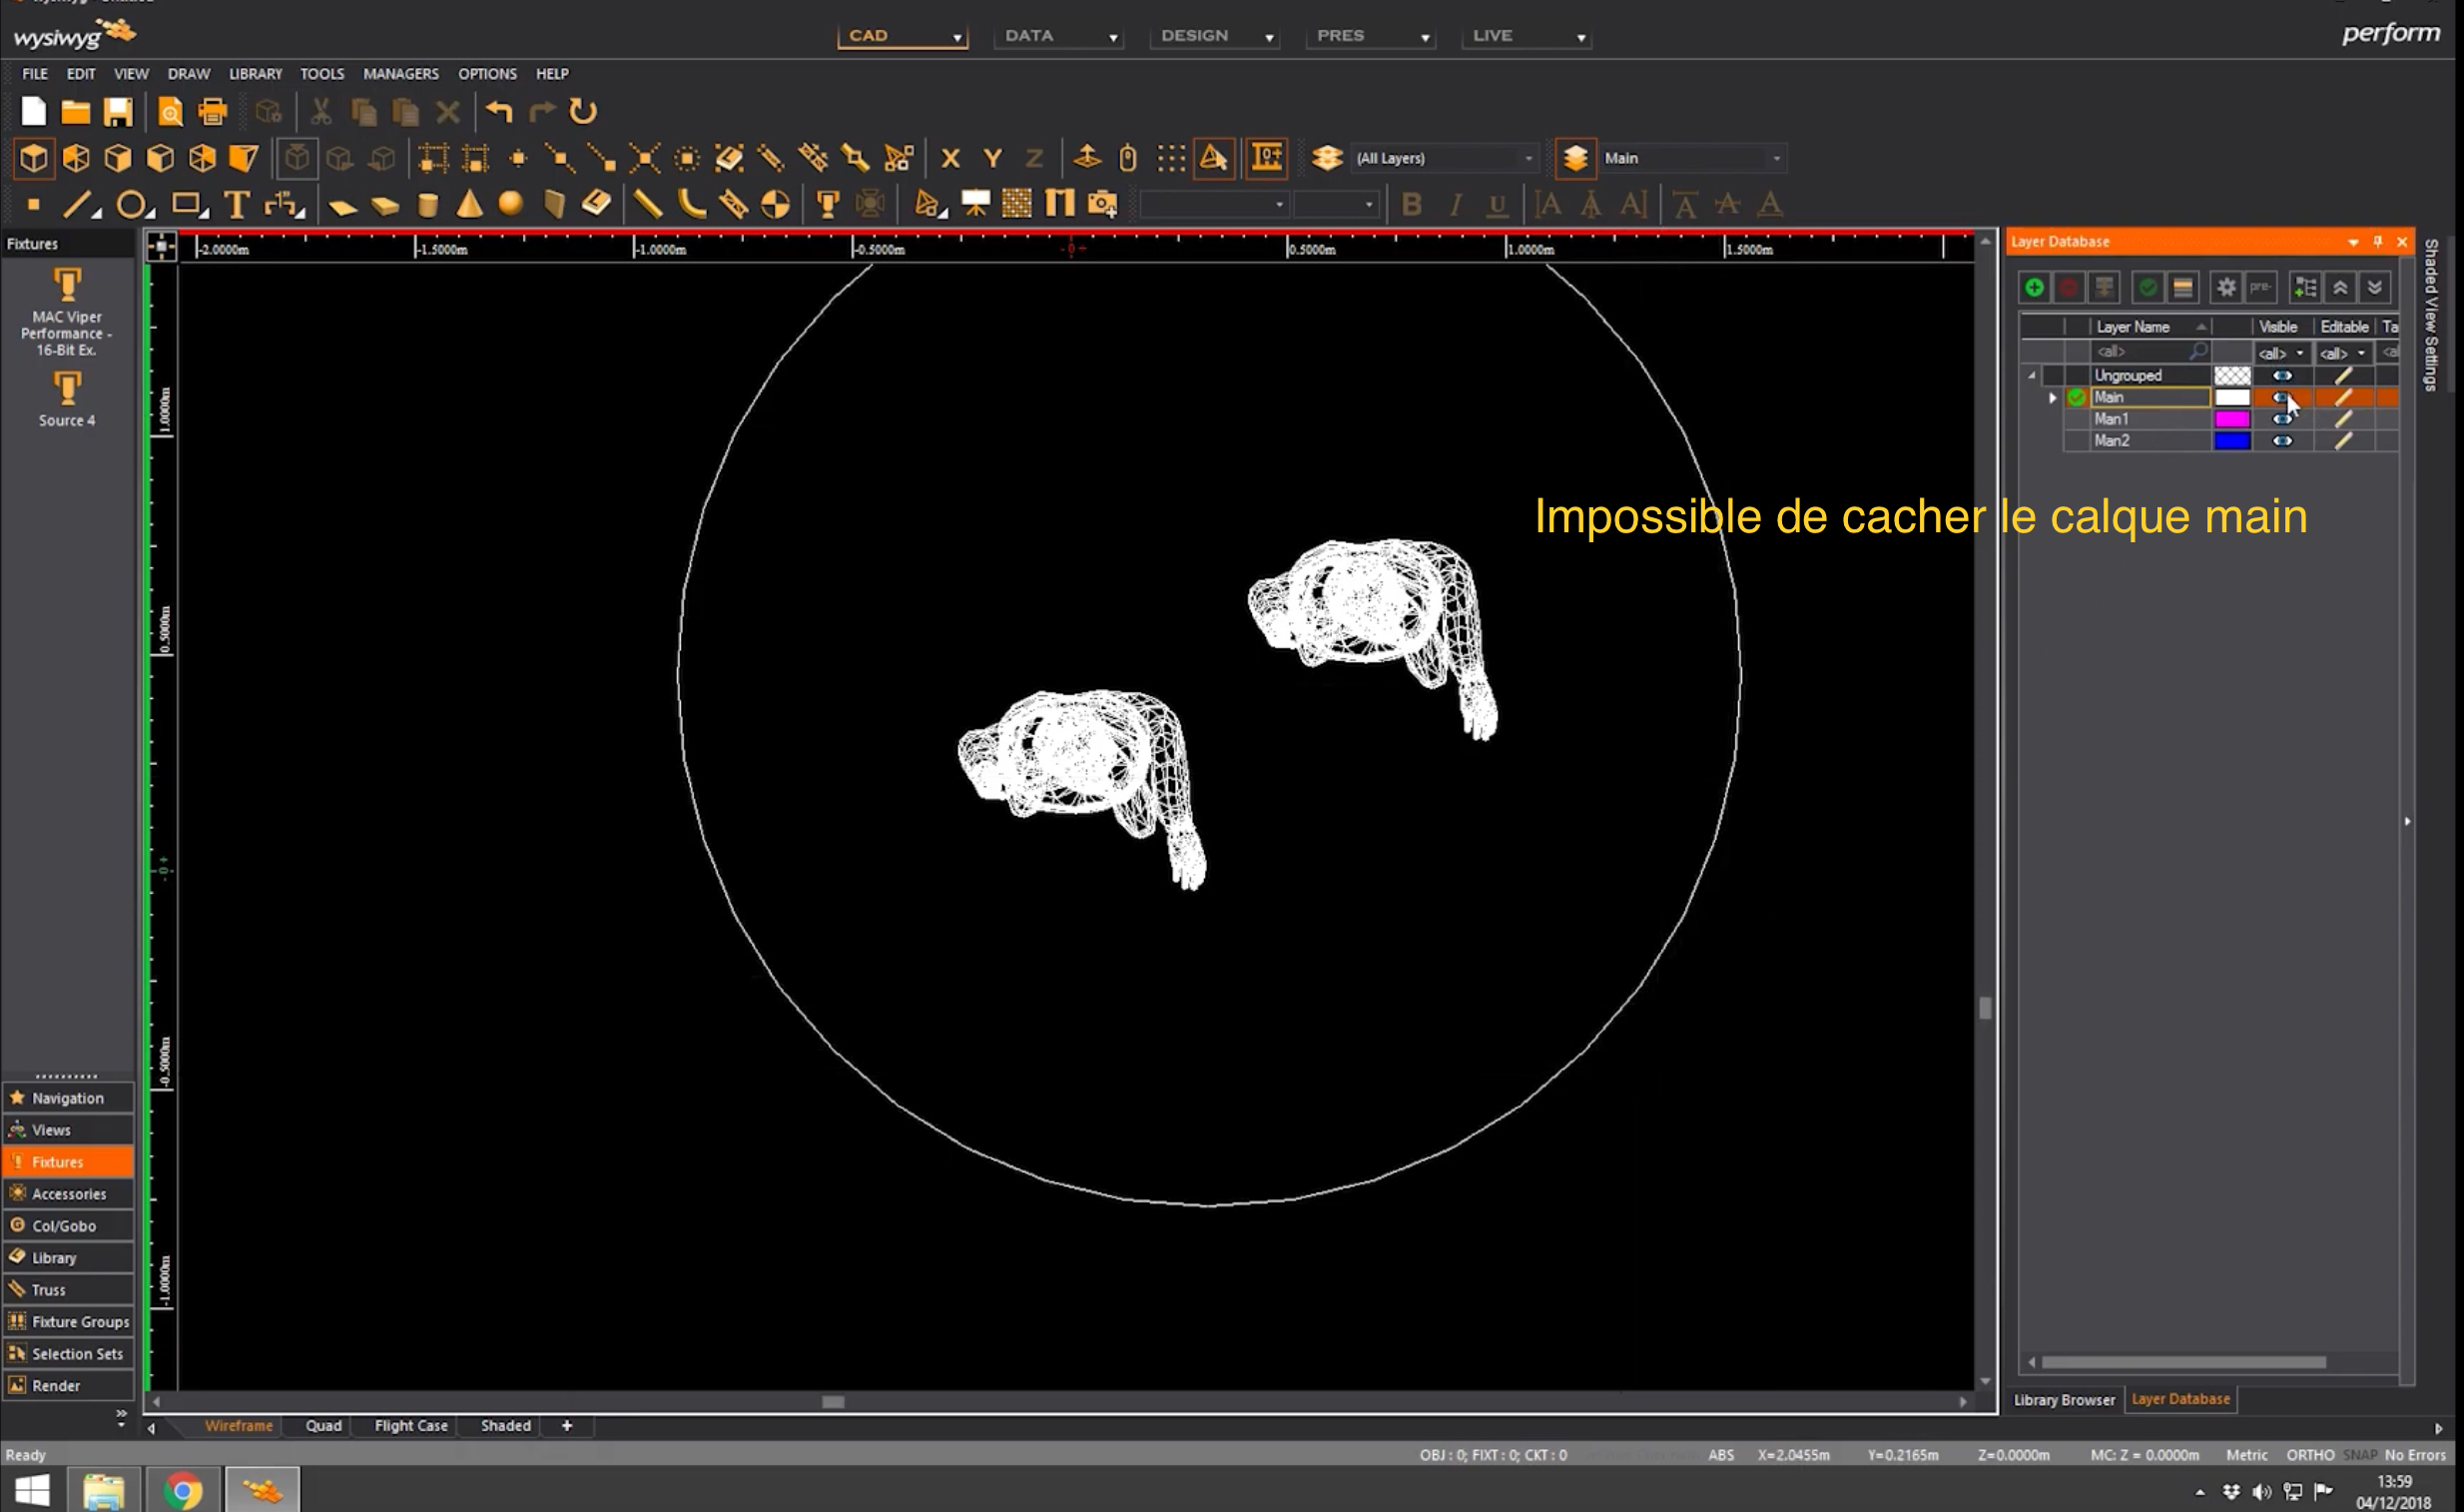 wysiwyg
CAD DATA DESIGN PRES LIVE
perform
FILE EDIT VIEW DRAW LIBRARY TOOLS MANAGERS OPTIONS HELP
X Y Z (All Layers) Main
T B I U A A A A A A
Fixtures
MAC Viper
Performance -
16-Bit Ex.
Source 4
-2.0000m -1.5000m -1.0000m -0.5000m -0+ 0.5000m 1.0000m 1.5000m
1.0000m
0.5000m
-0+
-0.5000m
-1.0000m
Layer Database
pre-
Layer Name Visible Editable Ta
<all> <all> <all>
Ungrouped
Main
Man1
Man2
Shaded View Settings
Impossible de cacher le calque main
Navigation
Views
Fixtures
Accessories
Col/Gobo
Library
Truss
Fixture Groups
Selection Sets
Render
Library Browser Layer Database
Wireframe Quad Flight Case Shaded +
Ready
OBJ : 0; FIXT : 0; CKT : 0 ABS X=2.0455m Y=0.2165m Z=0.0000m MC: Z = 0.0000m Metric ORTHO SNAP No Errors
13:59
04/12/2018